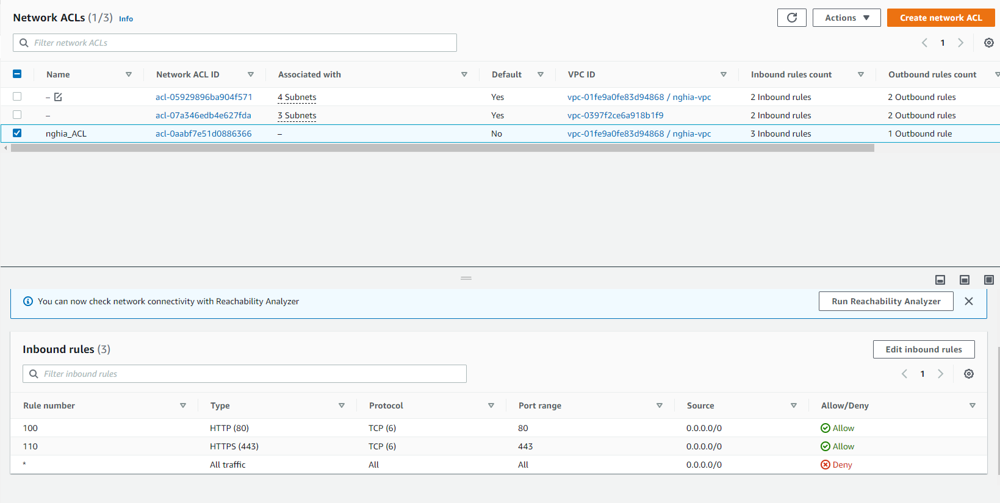 Network ACLs (1/3) Info
Actions
Create network ACL
Filter network ACLs
1
Name Network ACL ID Associated with Default VPC ID Inbound rules count Outbound rules count
– acl-05929896ba904f571 4 Subnets Yes vpc-01fe9a0fe83d94868 / nghia-vpc 2 Inbound rules 2 Outbound rules
– acl-07a346edb4e627fda 3 Subnets Yes vpc-0397f2ce6a918b1f9 2 Inbound rules 2 Outbound rules
nghia_ACL acl-0aabf7e51d0886366 – No vpc-01fe9a0fe83d94868 / nghia-vpc 3 Inbound rules 1 Outbound rule
You can now check network connectivity with Reachability Analyzer
Run Reachability Analyzer
Inbound rules (3)
Edit inbound rules
Filter inbound rules
1
Rule number Type Protocol Port range Source Allow/Deny
100 HTTP (80) TCP (6) 80 0.0.0.0/0 Allow
110 HTTPS (443) TCP (6) 443 0.0.0.0/0 Allow
* All traffic All All 0.0.0.0/0 Deny